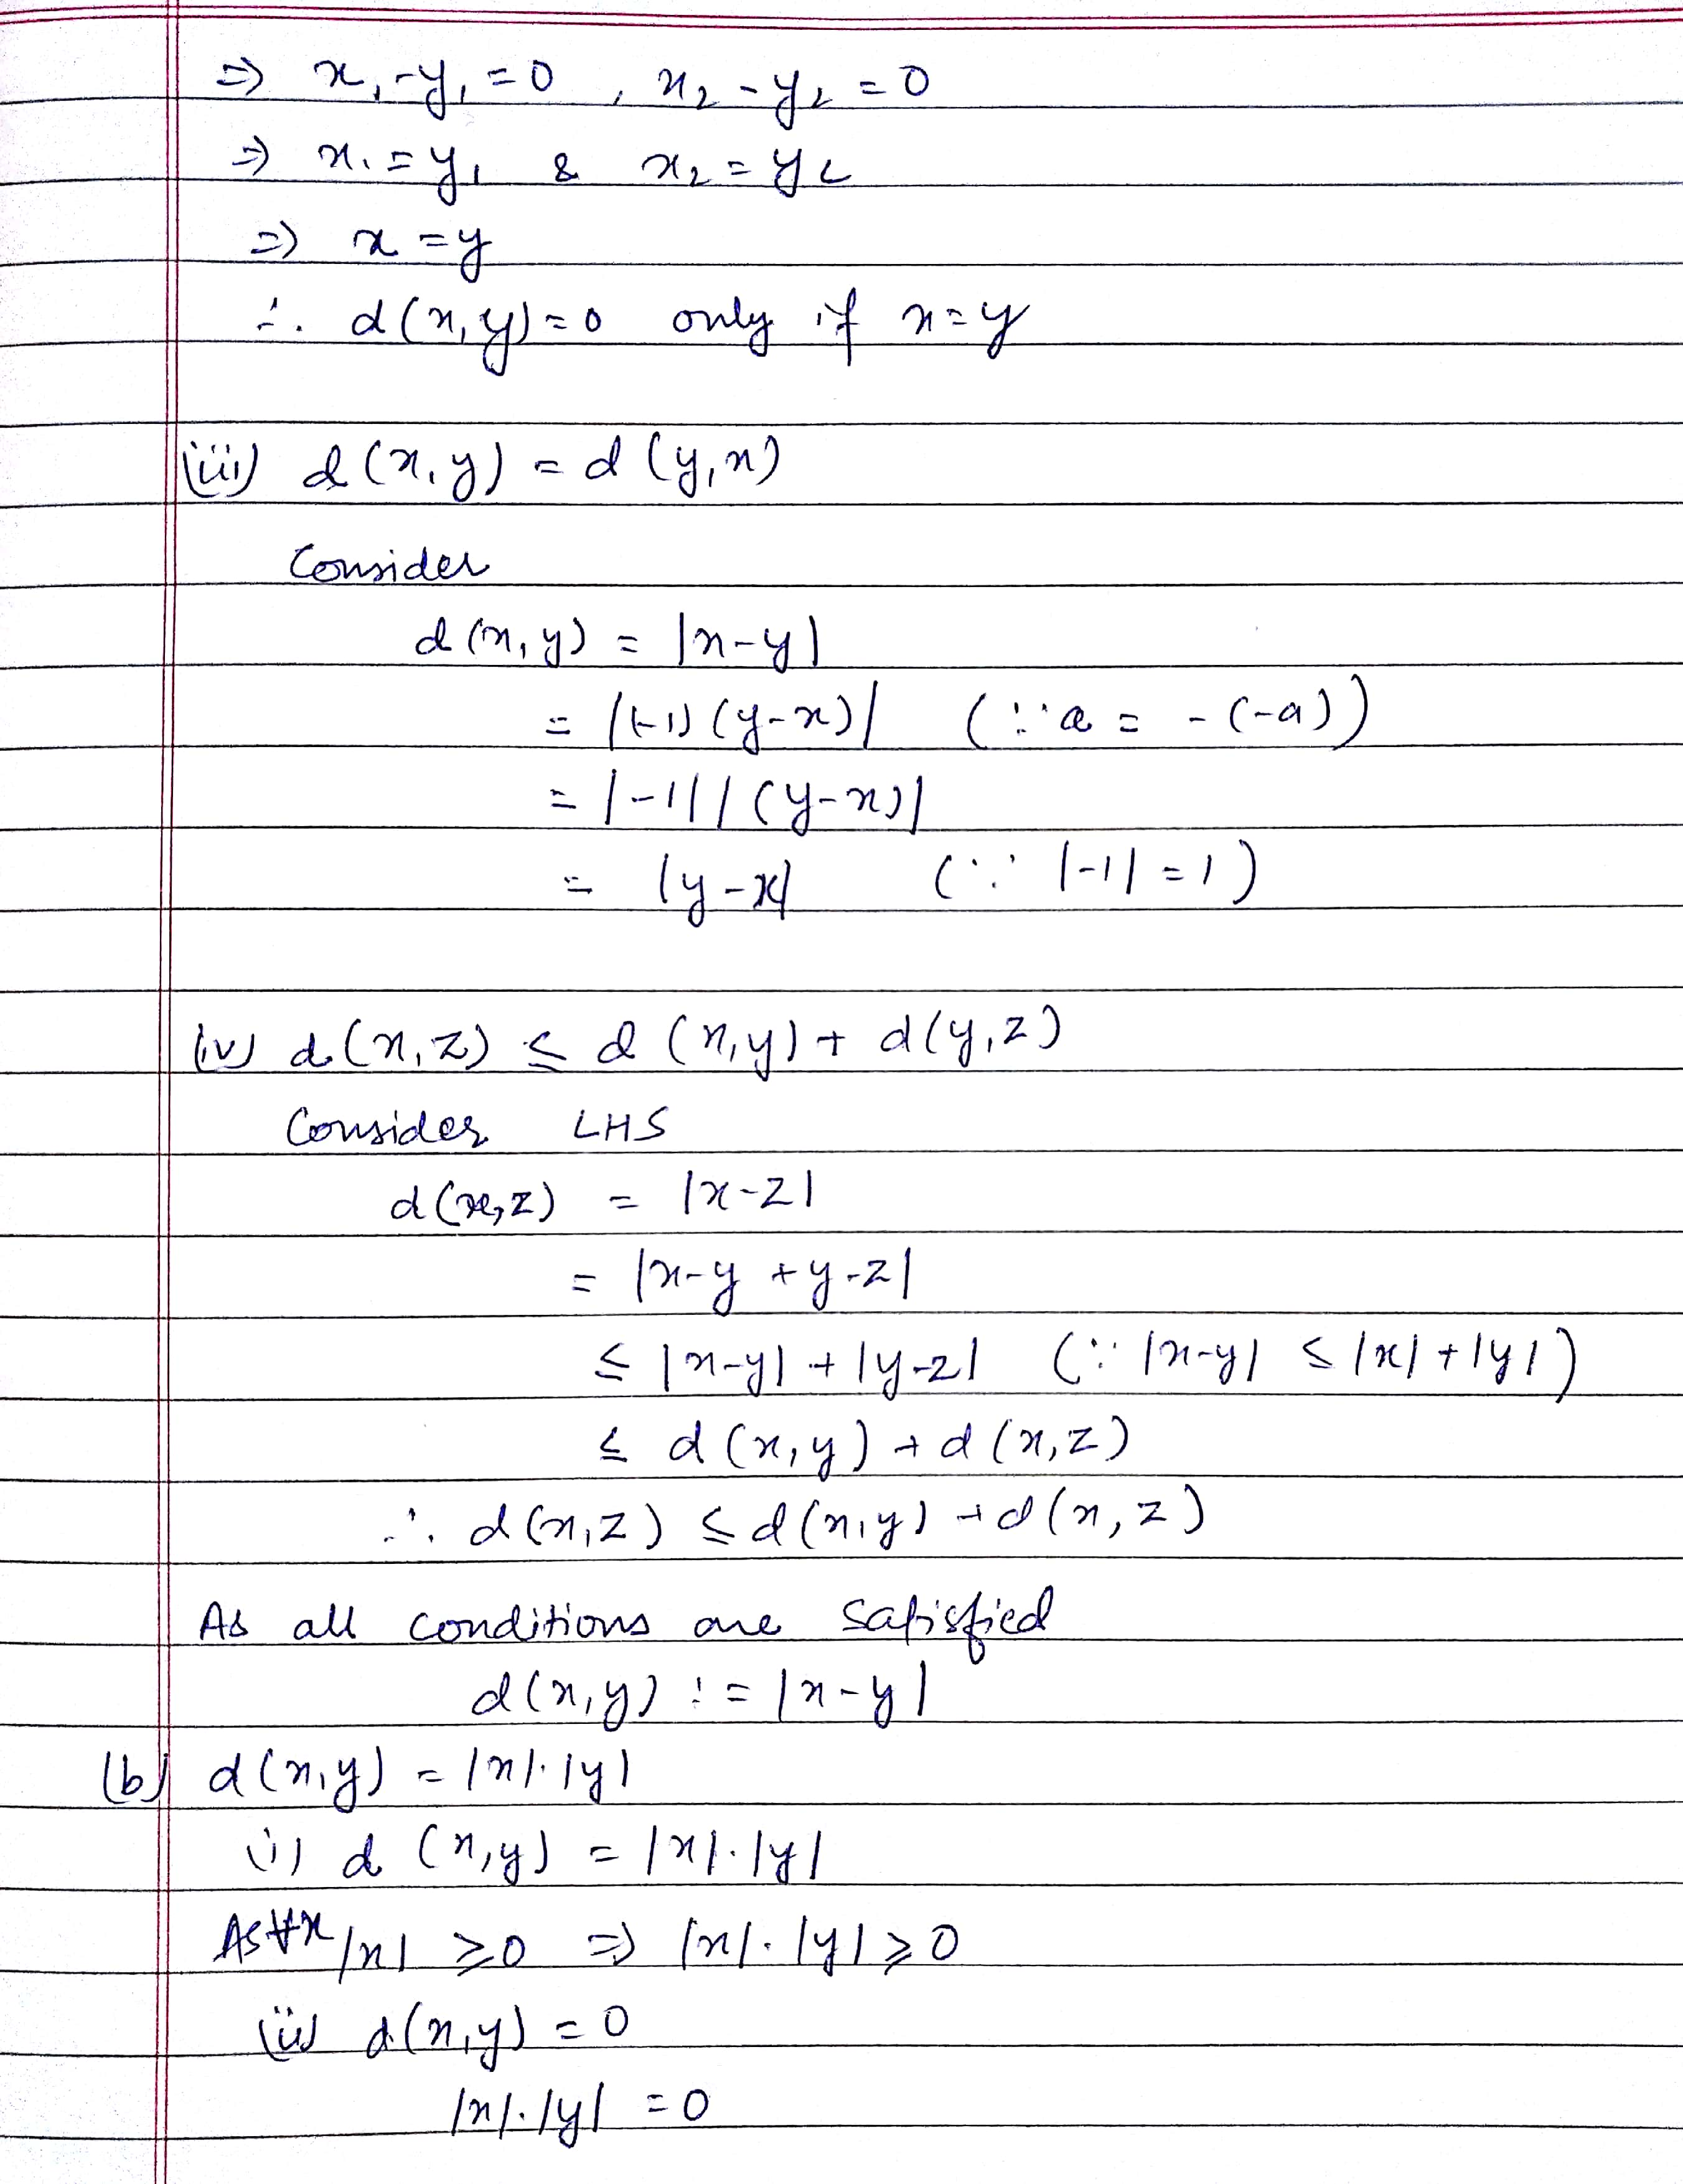 ⇒ x₁-y₁ = 0 , x₂-y₂ = 0
⇒ x₁ = y₁ & x₂ = y₂
⇒ x = y
∴ d(x,y) = 0 only if x=y
(iii) d(x,y) = d(y,x)
Consider
d(x,y) = |x-y|
= |(-1)(y-x)| (∵ a = -(-a))
= |-1||(y-x)|
= |y-x| (∵ |-1| = 1)
(iv) d(x,z) ≤ d(x,y) + d(y,z)
Consider LHS
d(x,z) = |x-z|
= |x-y+y-z|
≤ |x-y| + |y-z| (∵ |x-y| ≤ |x|+|y|)
≤ d(x,y) + d(x,z)
∴ d(x,z) ≤ d(x,y) + d(x,z)
As all conditions are satisfied
d(x,y) := |x-y|
(b) d(x,y) = |x|.|y|
(i) d(x,y) = |x|.|y|
As ∀x |x| ≥ 0 ⇒ |x|.|y| ≥ 0
(ii) d(x,y) = 0
|x|.|y| = 0